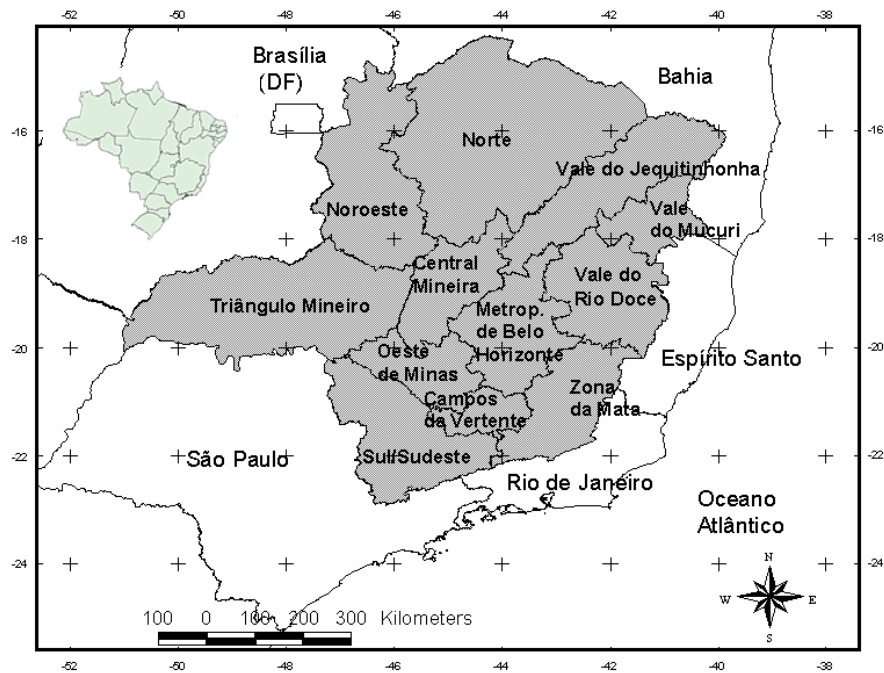 -52 -50 -48 -46 -44 -42 -40 -38
Brasília
(DF)
Bahia
-16 -16
Norte
Vale do Jequitinhonha
Noroeste
Vale
do Mucuri
-18 -18
Central
Mineira
Vale do
Rio Doce
Triângulo Mineiro
Metrop.
de Belo
Horizonte
-20 -20
Oeste
de Minas
Espírito Santo
Zona
da Mata
Campos
da Vertente
São Paulo
Sul/Sudeste
-22 -22
Rio de Janeiro
Oceano
Atlântico
-24 -24
N
W E
S
100 0 100 200 300 Kilometers
-52 -50 -48 -46 -44 -42 -40 -38